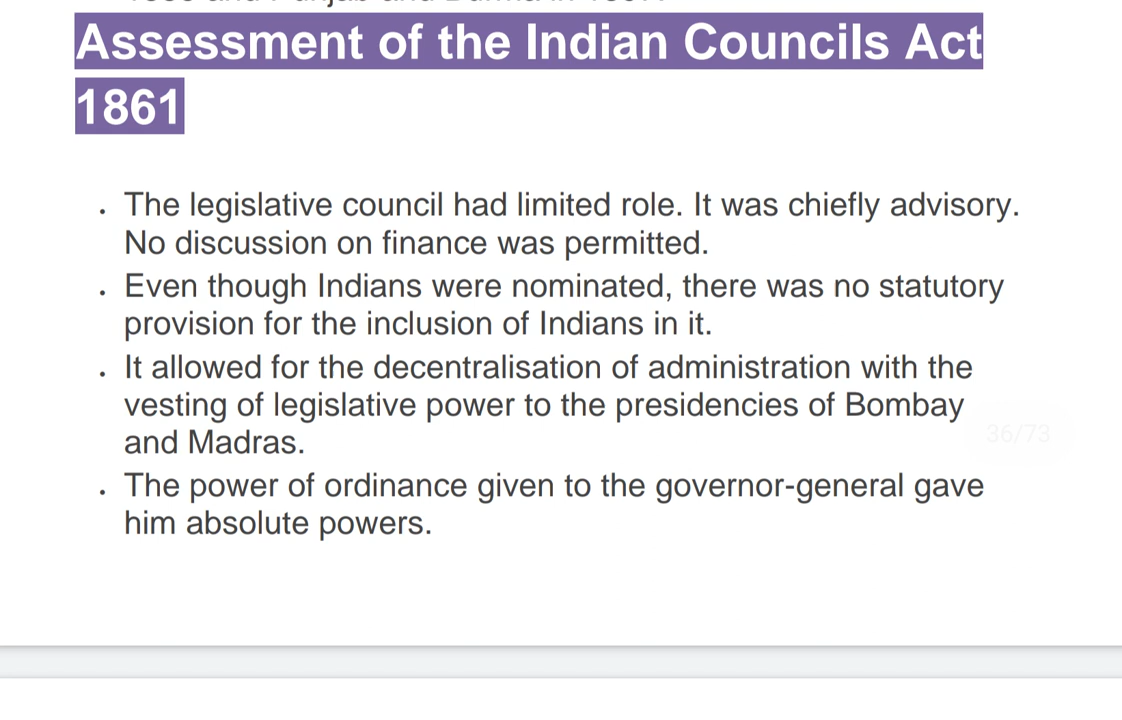 Assessment of the Indian Councils Act
1861
• The legislative council had limited role. It was chiefly advisory.
No discussion on finance was permitted.
• Even though Indians were nominated, there was no statutory
provision for the inclusion of Indians in it.
• It allowed for the decentralisation of administration with the
vesting of legislative power to the presidencies of Bombay
and Madras.
36/73
• The power of ordinance given to the governor-general gave
him absolute powers.